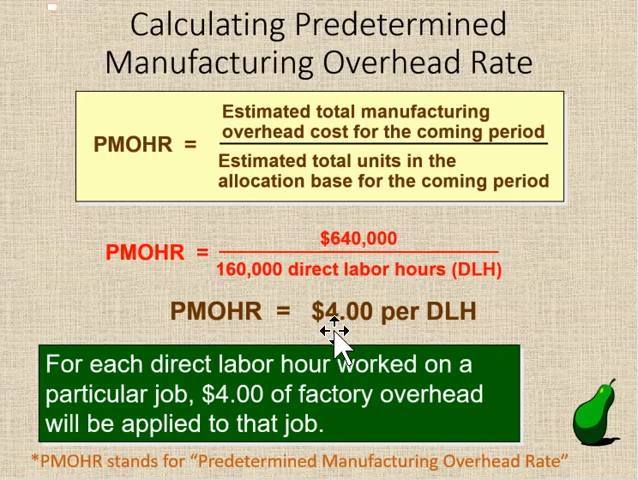 Calculating Predetermined
Manufacturing Overhead Rate
PMOHR =
Estimated total manufacturing
overhead cost for the coming period
Estimated total units in the
allocation base for the coming period
PMOHR =
$640,000
160,000 direct labor hours (DLH)
PMOHR = $4.00 per DLH
For each direct labor hour worked on a
particular job, $4.00 of factory overhead
will be applied to that job.
*PMOHR stands for “Predetermined Manufacturing Overhead Rate”